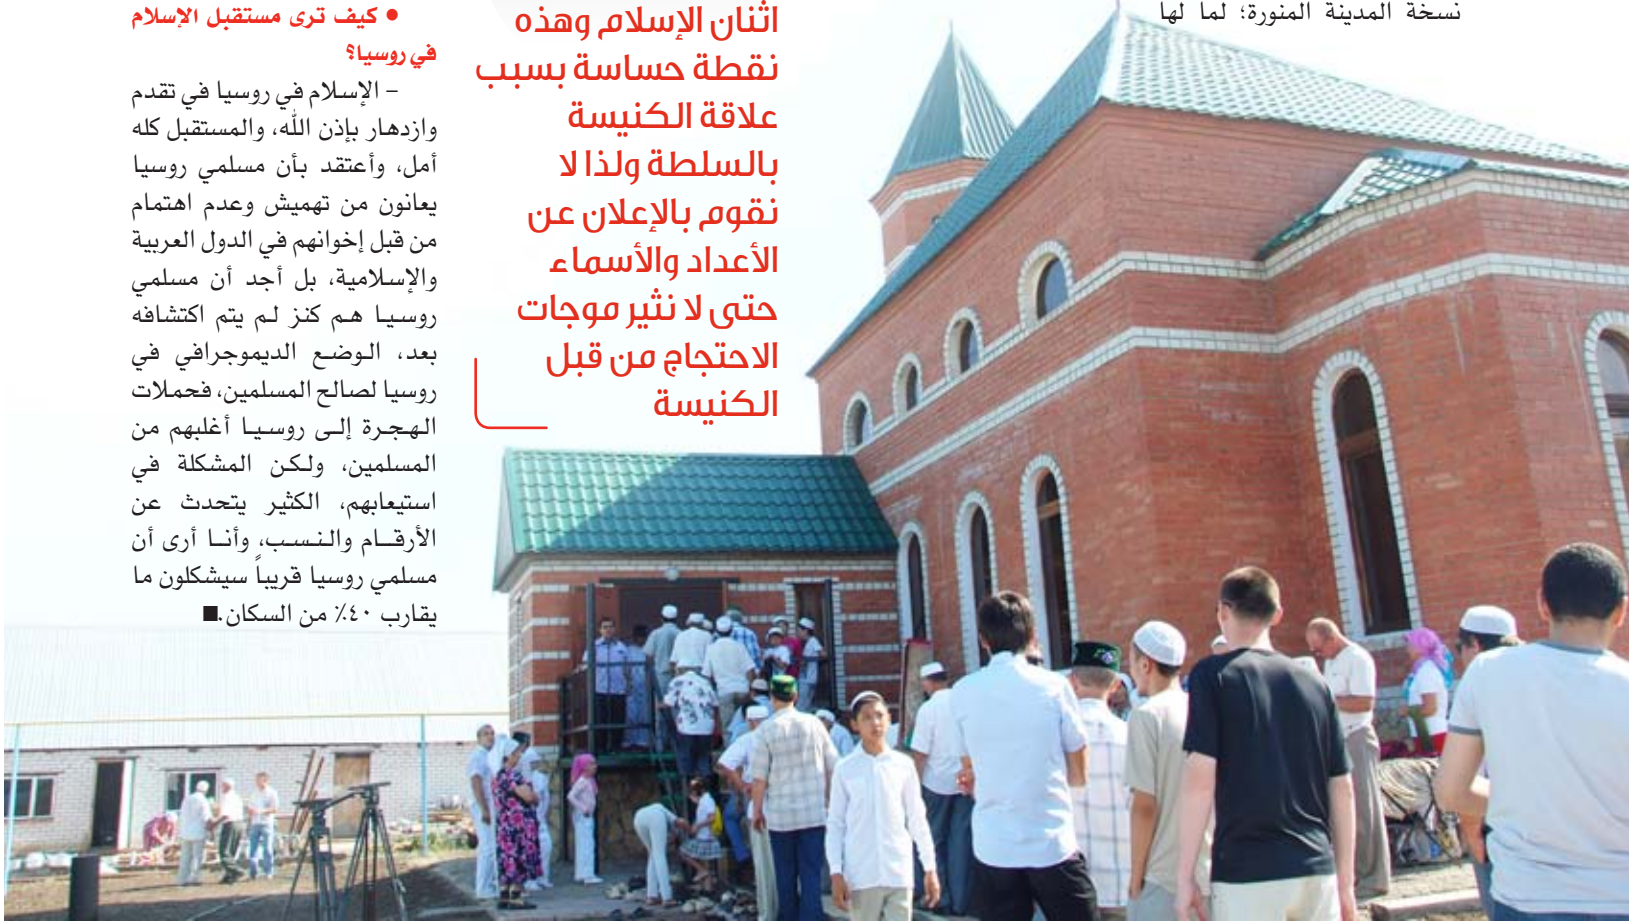 نسخة المدينة المنورة؛ لما لها
اثنان الإسلام وهذه
نقطة حساسة بسبب
علاقة الكنيسة
بالسلطة ولذا لا
نقوم بالإعلان عن
الأعداد والأسماء
حتى لا نثير موجات
الاحتجاج من قبل
الكنيسة
• كيف ترى مستقبل الإسلام
في روسيا؟
– الإسلام في روسيا في تقدم
وازدهار بإذن الله، والمستقبل كله
أمل، وأعتقد بأن مسلمي روسيا
يعانون من تهميش وعدم اهتمام
من قبل إخوانهم في الدول العربية
والإسلامية، بل أجد أن مسلمي
روسيا هم كنز لم يتم اكتشافه
بعد، الوضع الديموجرافي في
روسيا لصالح المسلمين، فحملات
الهجرة إلى روسيا أغلبهم من
المسلمين، ولكن المشكلة في
استيعابهم، الكثير يتحدث عن
الأرقام والنسب، وأنا أرى أن
مسلمي روسيا قريباً سيشكلون ما
يقارب ٤٠٪ من السكان.■